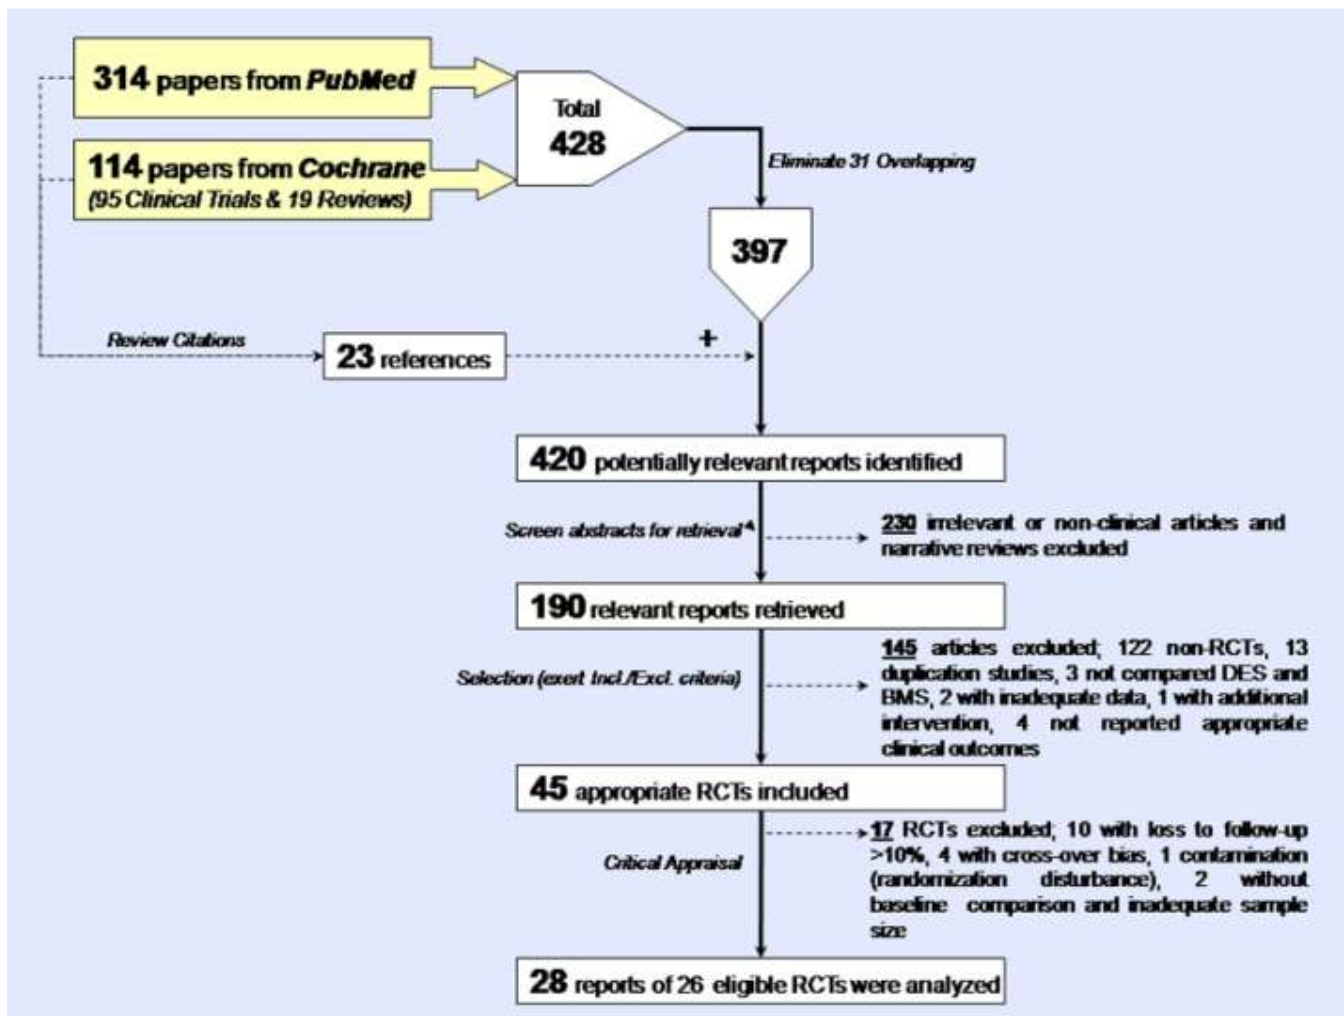 314 papers from PubMed
Total
428
114 papers from Cochrane
(95 Clinical Trials & 19 Reviews)
Eliminate 31 Overlapping
397
Review Citations
+
23 references
420 potentially relevant reports identified
Screen abstracts for retrieval
230 irrelevant or non-clinical articles and
narrative reviews excluded
190 relevant reports retrieved
145 articles excluded; 122 non-RCTs, 13
duplication studies, 3 not compared DES and
BMS, 2 with inadequate data, 1 with additional
intervention, 4 not reported appropriate
clinical outcomes
Selection (exert Incl./Excl. criteria)
45 appropriate RCTs included
17 RCTs excluded; 10 with loss to follow-up
>10%, 4 with cross-over bias, 1 contamination
(randomization disturbance), 2 without
baseline comparison and inadequate sample
size
Critical Appraisal
28 reports of 26 eligible RCTs were analyzed